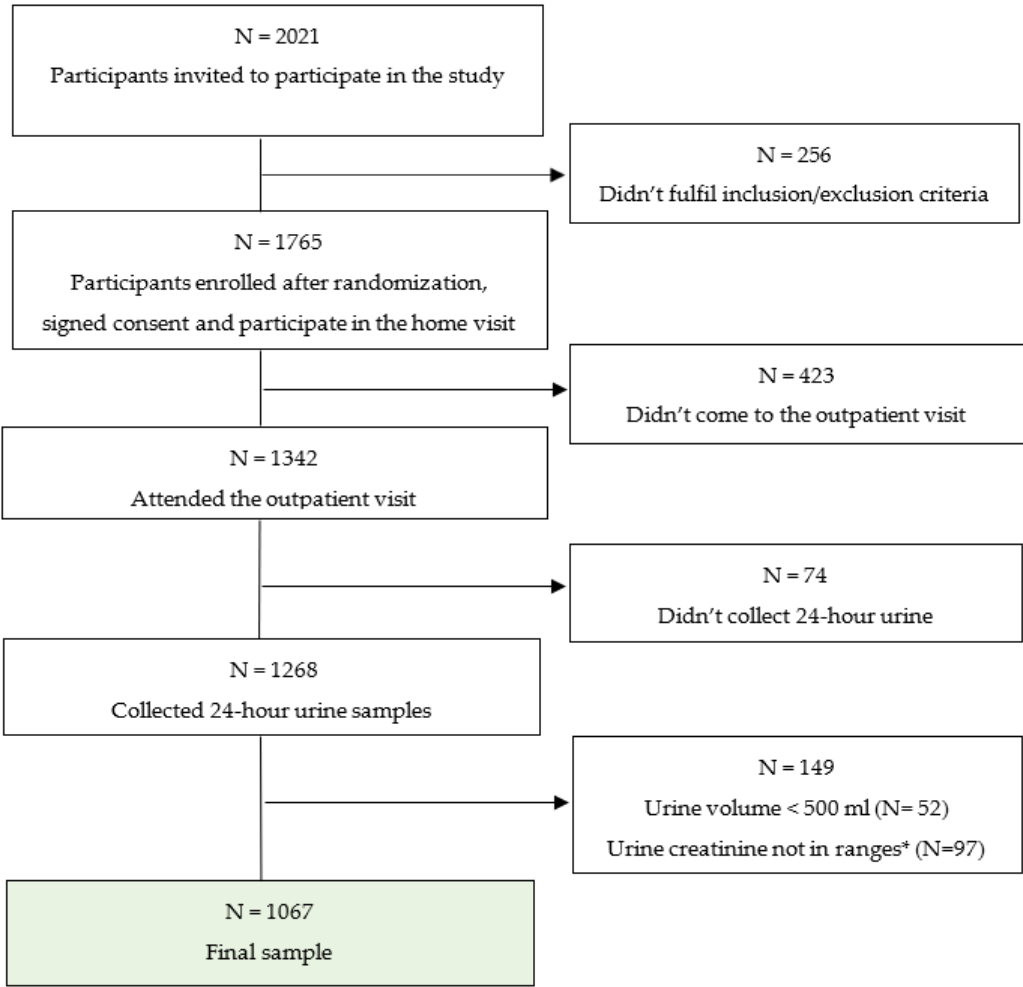 N = 2021
Participants invited to participate in the study
N = 256
Didn't fulfil inclusion/exclusion criteria
N = 1765
Participants enrolled after randomization,
signed consent and participate in the home visit
N = 423
Didn't come to the outpatient visit
N = 1342
Attended the outpatient visit
N = 74
Didn't collect 24-hour urine
N = 1268
Collected 24-hour urine samples
N = 149
Urine volume < 500 ml (N= 52)
Urine creatinine not in ranges* (N=97)
N = 1067
Final sample